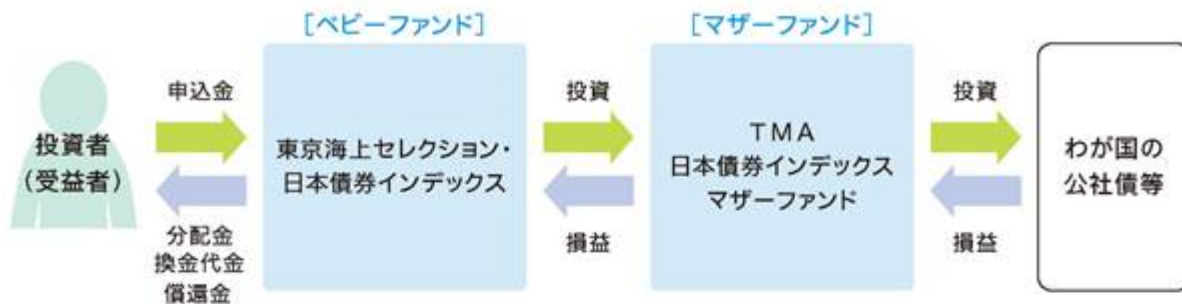 [ベビーファンド]
[マザーファンド]
申込金
投資
投資
投資者
(受益者)
東京海上セレクション・
日本債券インデックス
TMA
日本債券インデックス
マザーファンド
わが国の
公社債等
分配金
換金代金
償還金
損益
損益